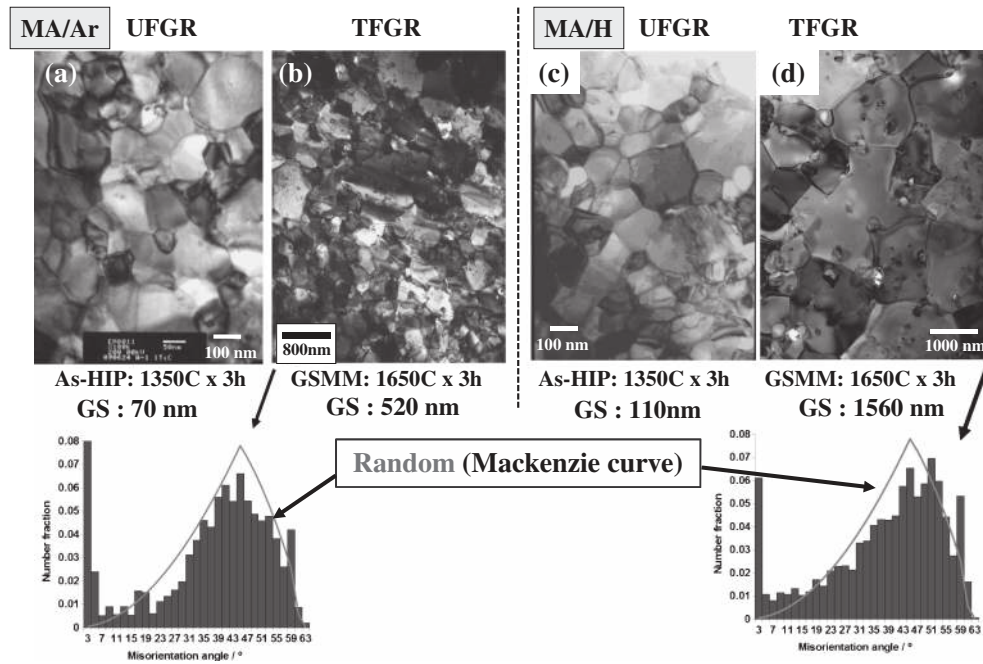 MA/Ar UFGR TFGR MA/H UFGR TFGR
(a) (b) (c) (d)
100 nm
800nm
100 nm
1000 nm
As-HIP: 1350C x 3h GSMM: 1650C x 3h As-HIP: 1350C x 3h GSMM: 1650C x 3h
GS : 70 nm GS : 520 nm GS : 110nm GS : 1560 nm
Random (Mackenzie curve)
Number fraction
0.08
0.07
0.06
0.05
0.04
0.03
0.02
0.01
0
3 7 11 15 19 23 27 31 35 39 43 47 51 55 59 63
Misorientation angle / °
Number fraction
0.08
0.07
0.06
0.05
0.04
0.03
0.02
0.01
0
3 7 11 15 19 23 27 31 35 39 43 47 51 55 59 63
Misorientation angle / °